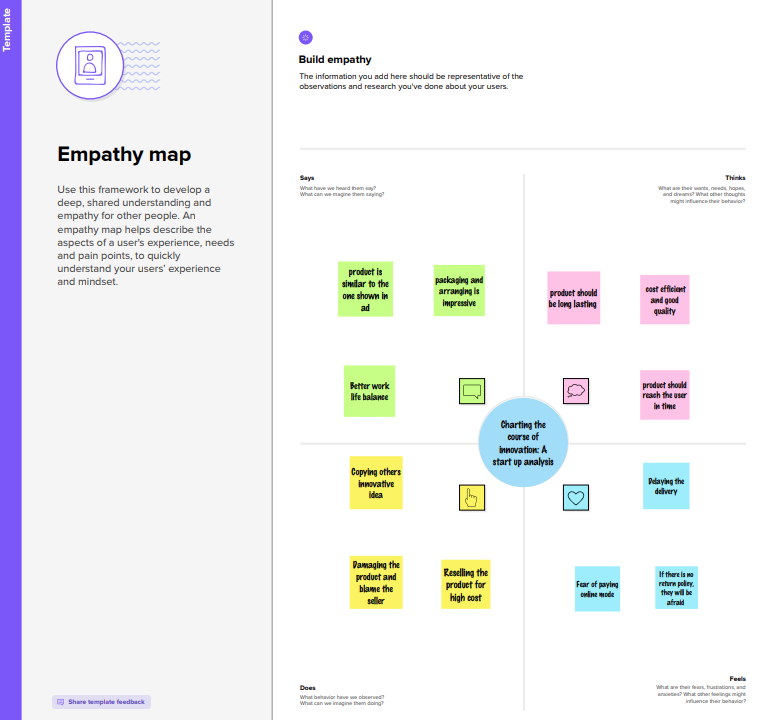 Template
Empathy map
Use this framework to develop a
deep, shared understanding and
empathy for other people. An
empathy map helps describe the
aspects of a user's experience, needs
and pain points, to quickly
understand your users' experience
and mindset.
Share template feedback
Build empathy
The information you add here should be representative of the
observations and research you've done about your users.
Says
What have we heard them say?
What can we imagine them saying?
Thinks
What are their wants, needs, hopes,
and dreams? What other thoughts
might influence their behavior?
product is
similar to the
one shown in
ad
packaging and
arranging is
impressive
Better work
life balance
product should
be long lasting
cost efficient
and good
quality
product should
reach the user
in time
Charting the
course of
innovation: A
start up analysis
Copying others
innovative
idea
Damaging the
product and
blame the
seller
Reselling the
product for
high cost
Delaying the
delivery
Fear of paying
online mode
If there is no
return policy,
they will be
afraid
Does
What behavior have we observed?
What can we imagine them doing?
Feels
What are their fears, frustrations, and
anxieties? What other feelings might
influence their behavior?